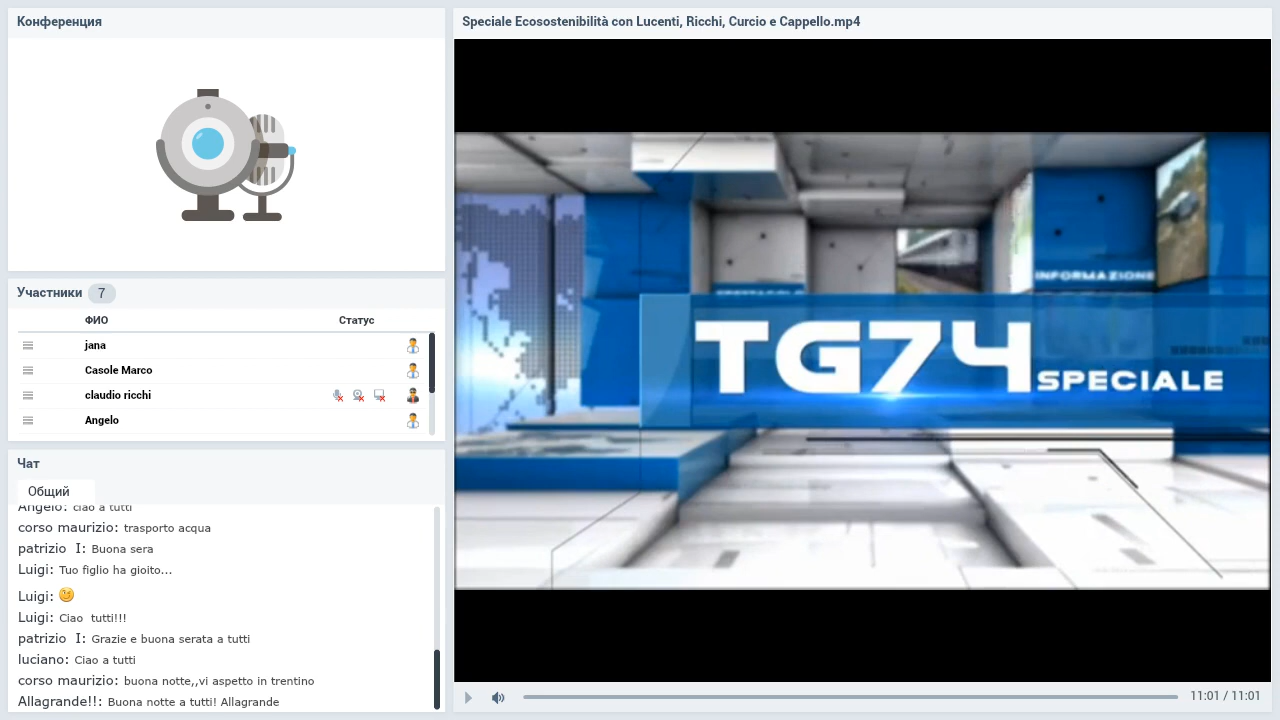 Конференция
Speciale Ecosostenibilità con Lucenti, Ricchi, Curcio e Cappello.mp4
INFORMAZIONE
TG74 SPECIALE
11:01 / 11:01
Участники 7
ФИО Статус
jana
Casole Marco
claudio ricchi
Angelo
Чат
Общий
Angelo: ciao a tutti
corso maurizio: trasporto acqua
patrizio I: Buona sera
Luigi: Tuo figlio ha gioito...
Luigi:
Luigi: Ciao tutti!!!
patrizio I: Grazie e buona serata a tutti
luciano: Ciao a tutti
corso maurizio: buona notte,,vi aspetto in trentino
Allagrande!!: Buona notte a tutti! Allagrande